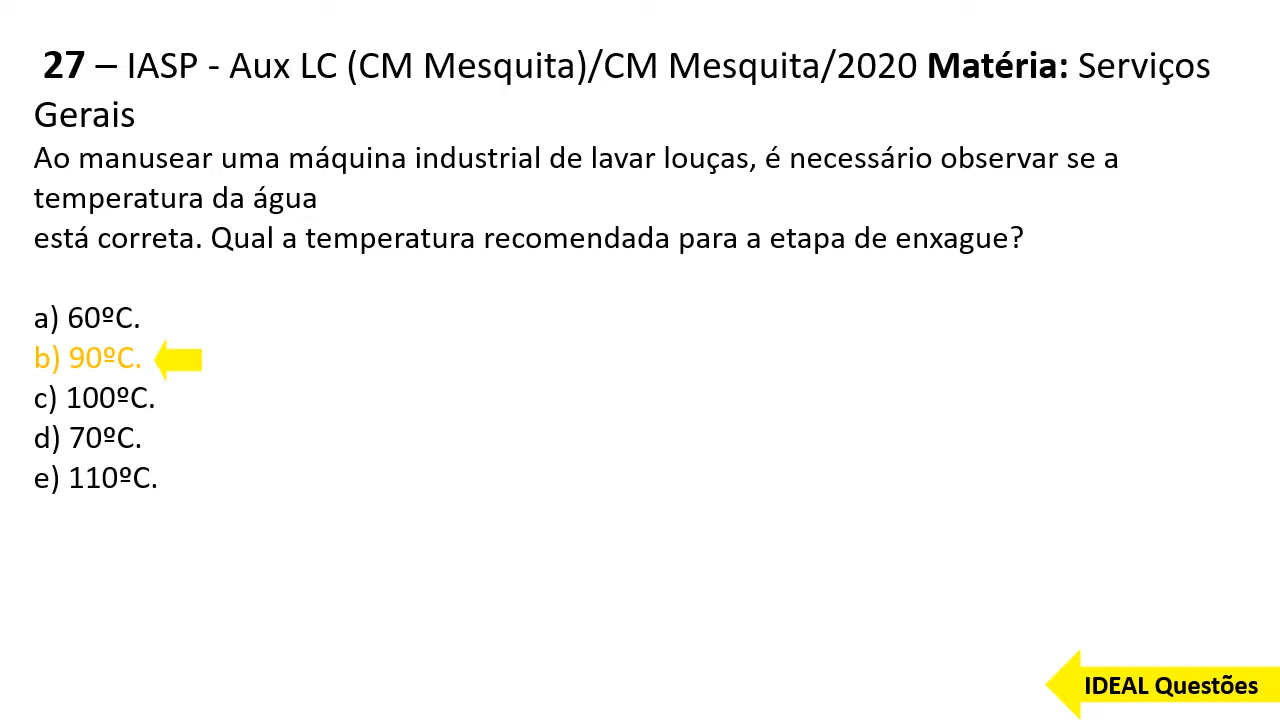 27 – IASP - Aux LC (CM Mesquita)/CM Mesquita/2020 Matéria: Serviços
Gerais
Ao manusear uma máquina industrial de lavar louças, é necessário observar se a
temperatura da água
está correta. Qual a temperatura recomendada para a etapa de enxague?
a) 60ºC.
b) 90ºC.
c) 100ºC.
d) 70ºC.
e) 110ºC.
IDEAL Questões